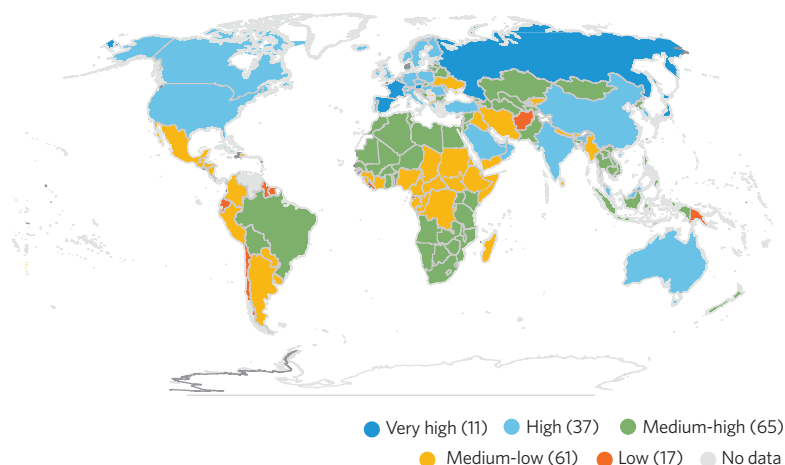 Very high (11) High (37) Medium-high (65)
Medium-low (61) Low (17) No data